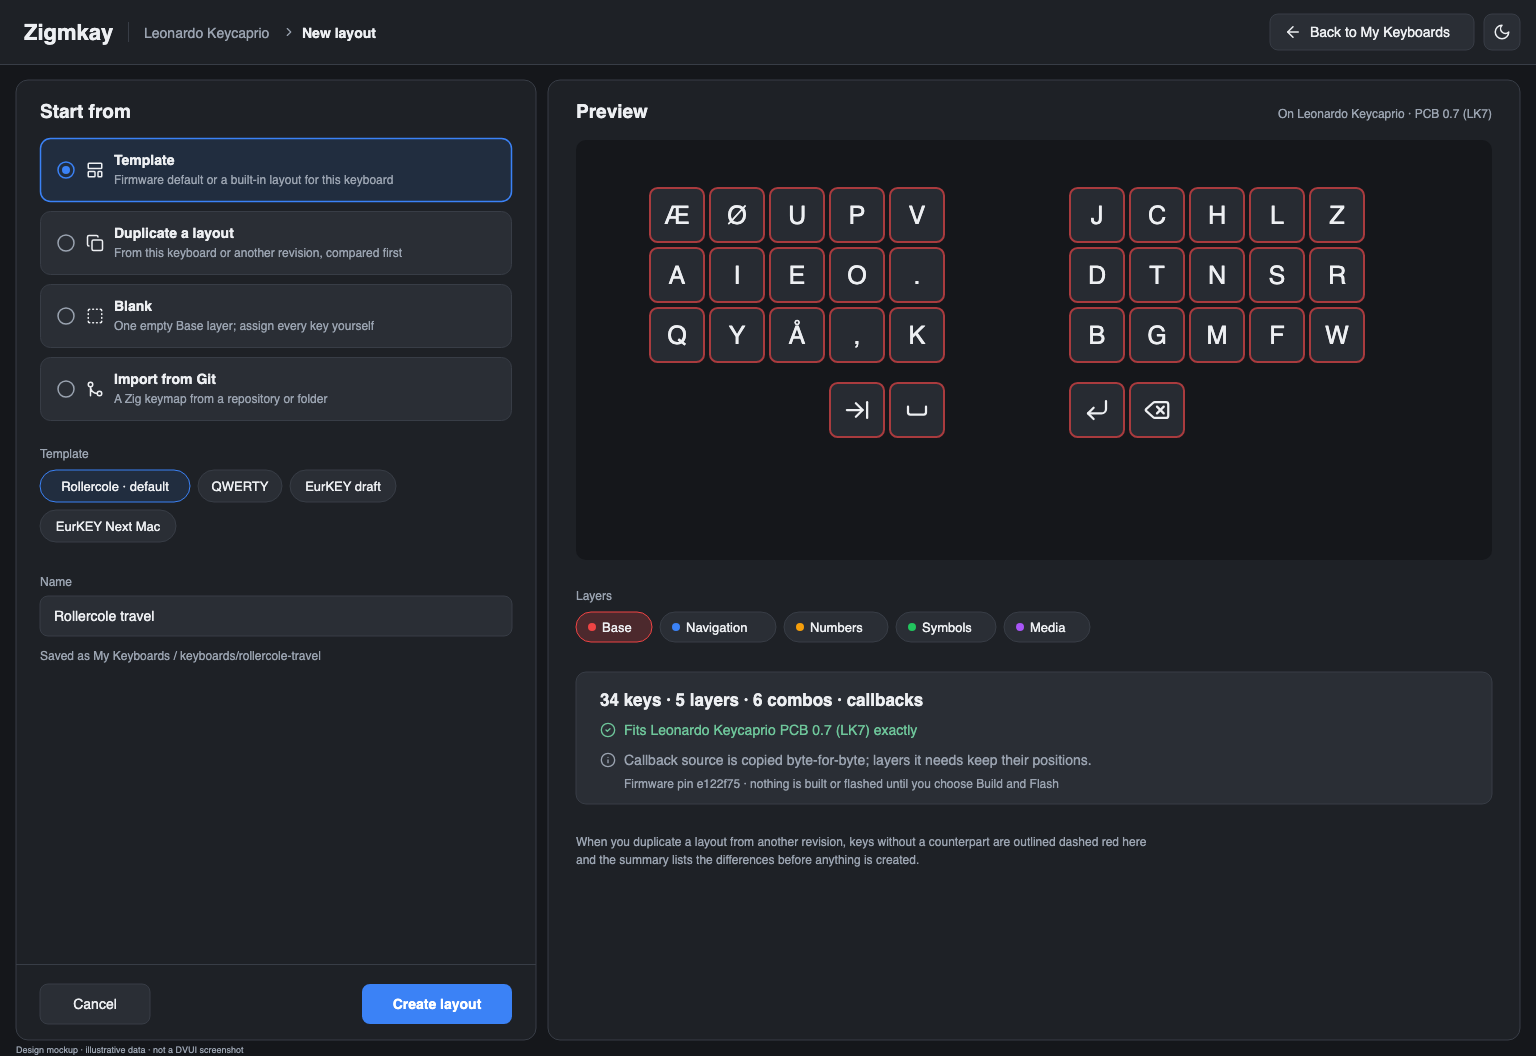 Zigmkay
Leonardo Keycaprio
New layout
Back to My Keyboards
Start from
Template
Firmware default or a built-in layout for this keyboard
Duplicate a layout
From this keyboard or another revision, compared first
Blank
One empty Base layer; assign every key yourself
Import from Git
A Zig keymap from a repository or folder
Template
Rollercole · default
QWERTY
EurKEY draft
EurKEY Next Mac
Name
Rollercole travel
Saved as My Keyboards / keyboards/rollercole-travel
Cancel
Create layout
Preview
On Leonardo Keycaprio · PCB 0.7 (LK7)
Æ Ø U P V J C H L Z
A I E O . D T N S R
Q Y Å , K B G M F W
Layers
Base
Navigation
Numbers
Symbols
Media
34 keys · 5 layers · 6 combos · callbacks
Fits Leonardo Keycaprio PCB 0.7 (LK7) exactly
Callback source is copied byte-for-byte; layers it needs keep their positions.
Firmware pin e122f75 · nothing is built or flashed until you choose Build and Flash
When you duplicate a layout from another revision, keys without a counterpart are outlined dashed red here
and the summary lists the differences before anything is created.
Design mockup · illustrative data · not a DVUI screenshot